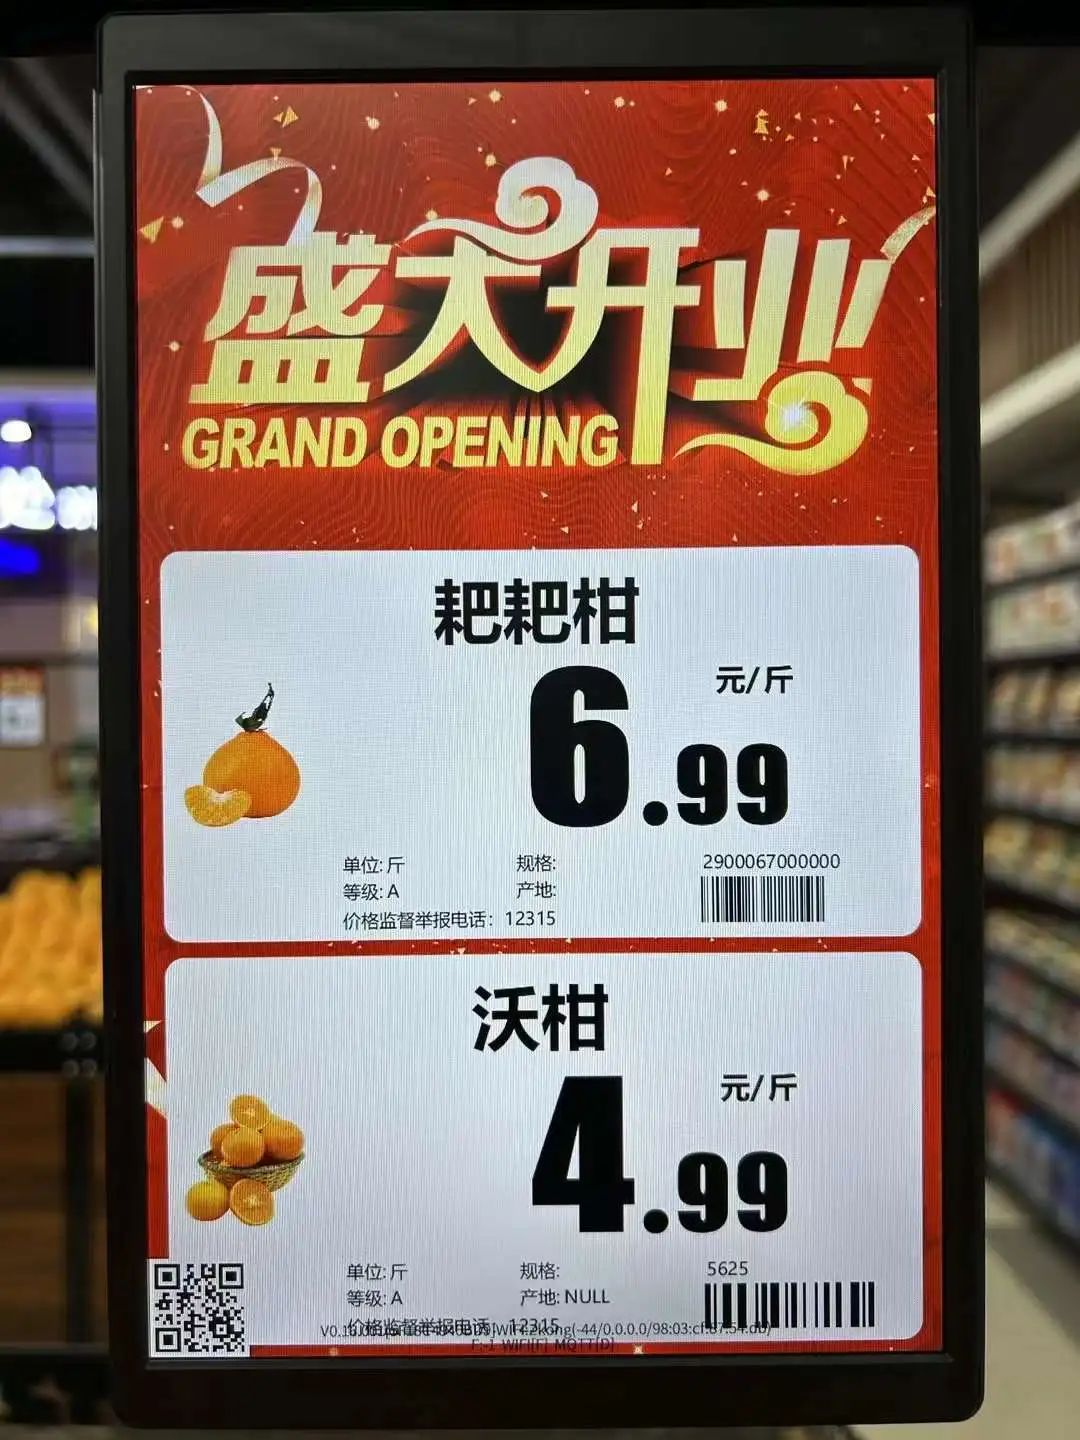 盛大开业!
GRAND OPENING
耙耙柑
6.99 元/斤
单位: 斤 规格: 2900067000000
等级: A 产地:
价格监督举报电话: 12315
沃柑
4.99 元/斤
单位: 斤 规格: 5625
等级: A 产地: NULL
价格监督举报电话: 12315
F:-1 WIFI[F] MQTT[D]